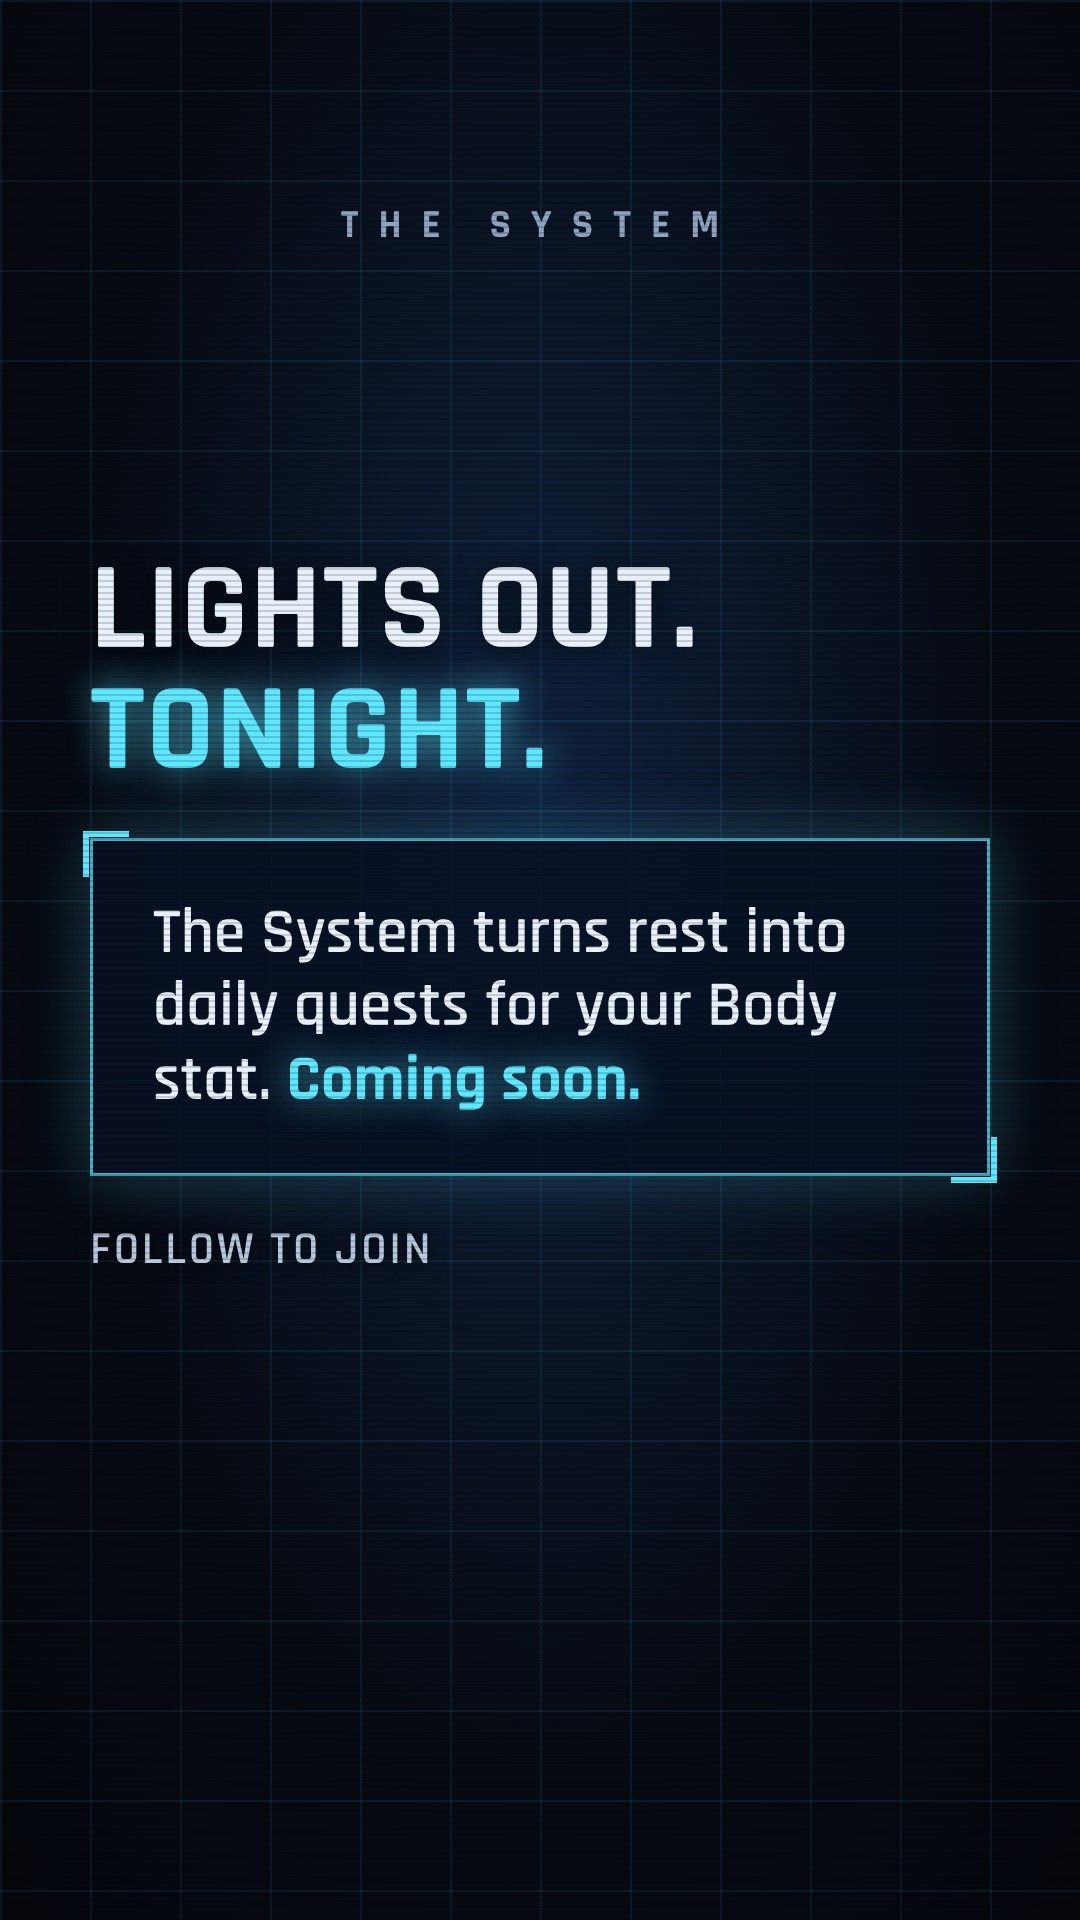 THE SYSTEM
LIGHTS OUT.
TONIGHT.
The System turns rest into
daily quests for your Body
stat. Coming soon.
FOLLOW TO JOIN